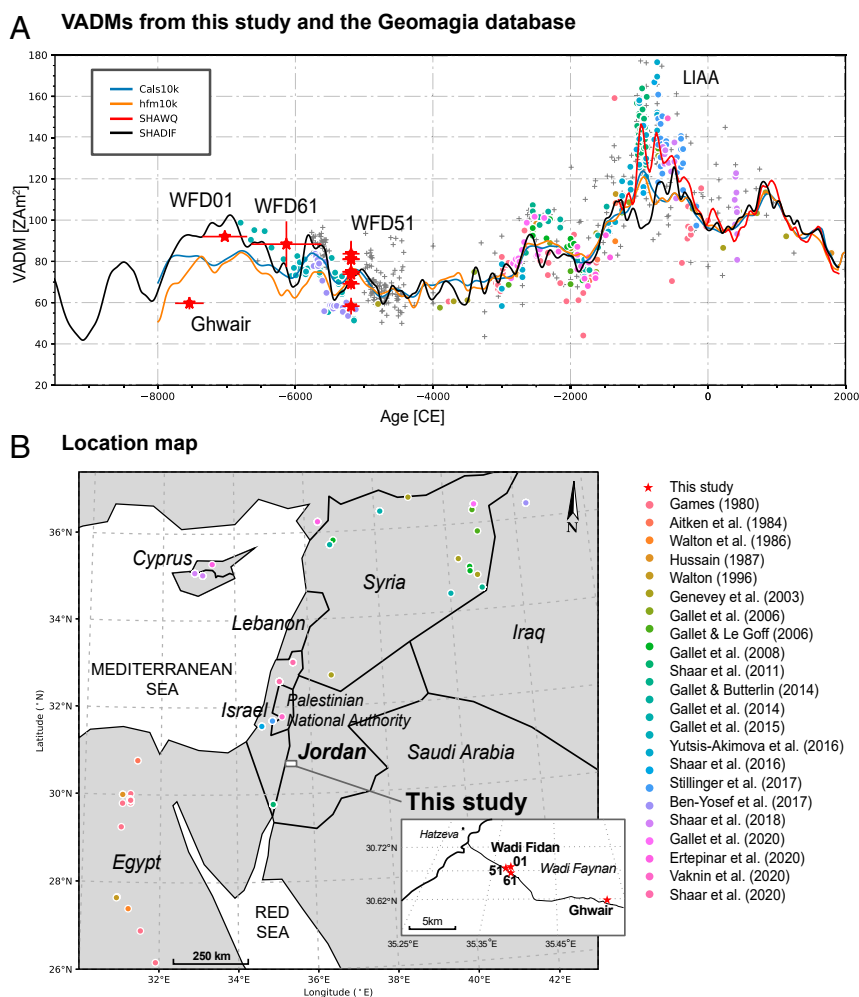 A VADMs from this study and the Geomagia database
180
160
140
120
100
80
60
40
20
VADM [ZAm²]
Cals10k
hfm10k
SHAWQ
SHADIF
LIAA
WFD01
WFD61
WFD51
Ghwair
−8000 −6000 −4000 −2000 0 2000
Age [CE]
B Location map
36°N
34°N
32°N
30°N
28°N
26°N
Latitude (°N)
N
Cyprus
Syria
Lebanon
Iraq
MEDITERRANEAN
SEA
Israel
Palestinian
National Authority
Jordan
Saudi Arabia
This study
Egypt
RED
SEA
250 km
Hatzeva
30.72°N
30.62°N
Wadi Fidan
01
51
61
Wadi Faynan
Ghwair
5km
35.25°E 35.35°E 35.45°E
32°E 34°E 36°E 38°E 40°E 42°E
Longitude (°E)
This study
Games (1980)
Aitken et al. (1984)
Walton et al. (1986)
Hussain (1987)
Walton (1996)
Genevey et al. (2003)
Gallet et al. (2006)
Gallet & Le Goff (2006)
Gallet et al. (2008)
Shaar et al. (2011)
Gallet & Butterlin (2014)
Gallet et al. (2014)
Gallet et al. (2015)
Yutsis-Akimova et al. (2016)
Shaar et al. (2016)
Stillinger et al. (2017)
Ben-Yosef et al. (2017)
Shaar et al. (2018)
Gallet et al. (2020)
Ertepinar et al. (2020)
Vaknin et al. (2020)
Shaar et al. (2020)